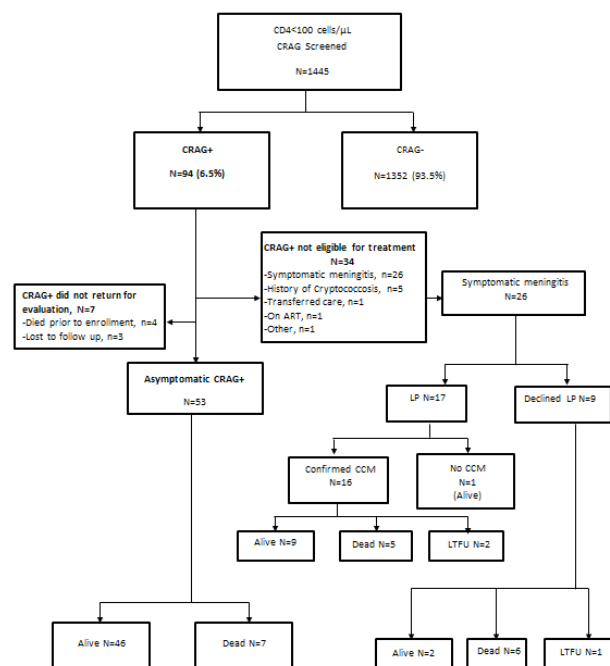 CD4<100 cells/μL
CRAG Screened
N=1445
CRAG+
N=94 (6.5%)
CRAG-
N=1352 (93.5%)
CRAG+ not eligible for treatment
N=34
-Symptomatic meningitis, n=26
-History of Cryptococcosis, n=5
-Transferred care, n=1
-On ART, n=1
-Other, n=1
Symptomatic meningitis
N=26
CRAG+ did not return for
evaluation, N=7
-Died prior to enrollment, n=4
-Lost to follow up, n=3
Asymptomatic CRAG+
N=53
LP N=17
Declined LP N=9
Confirmed CCM
N=16
No CCM
N=1
(Alive)
Alive N=9
Dead N=5
LTFU N=2
Alive N=46
Dead N=7
Alive N=2
Dead N=6
LTFU N=1